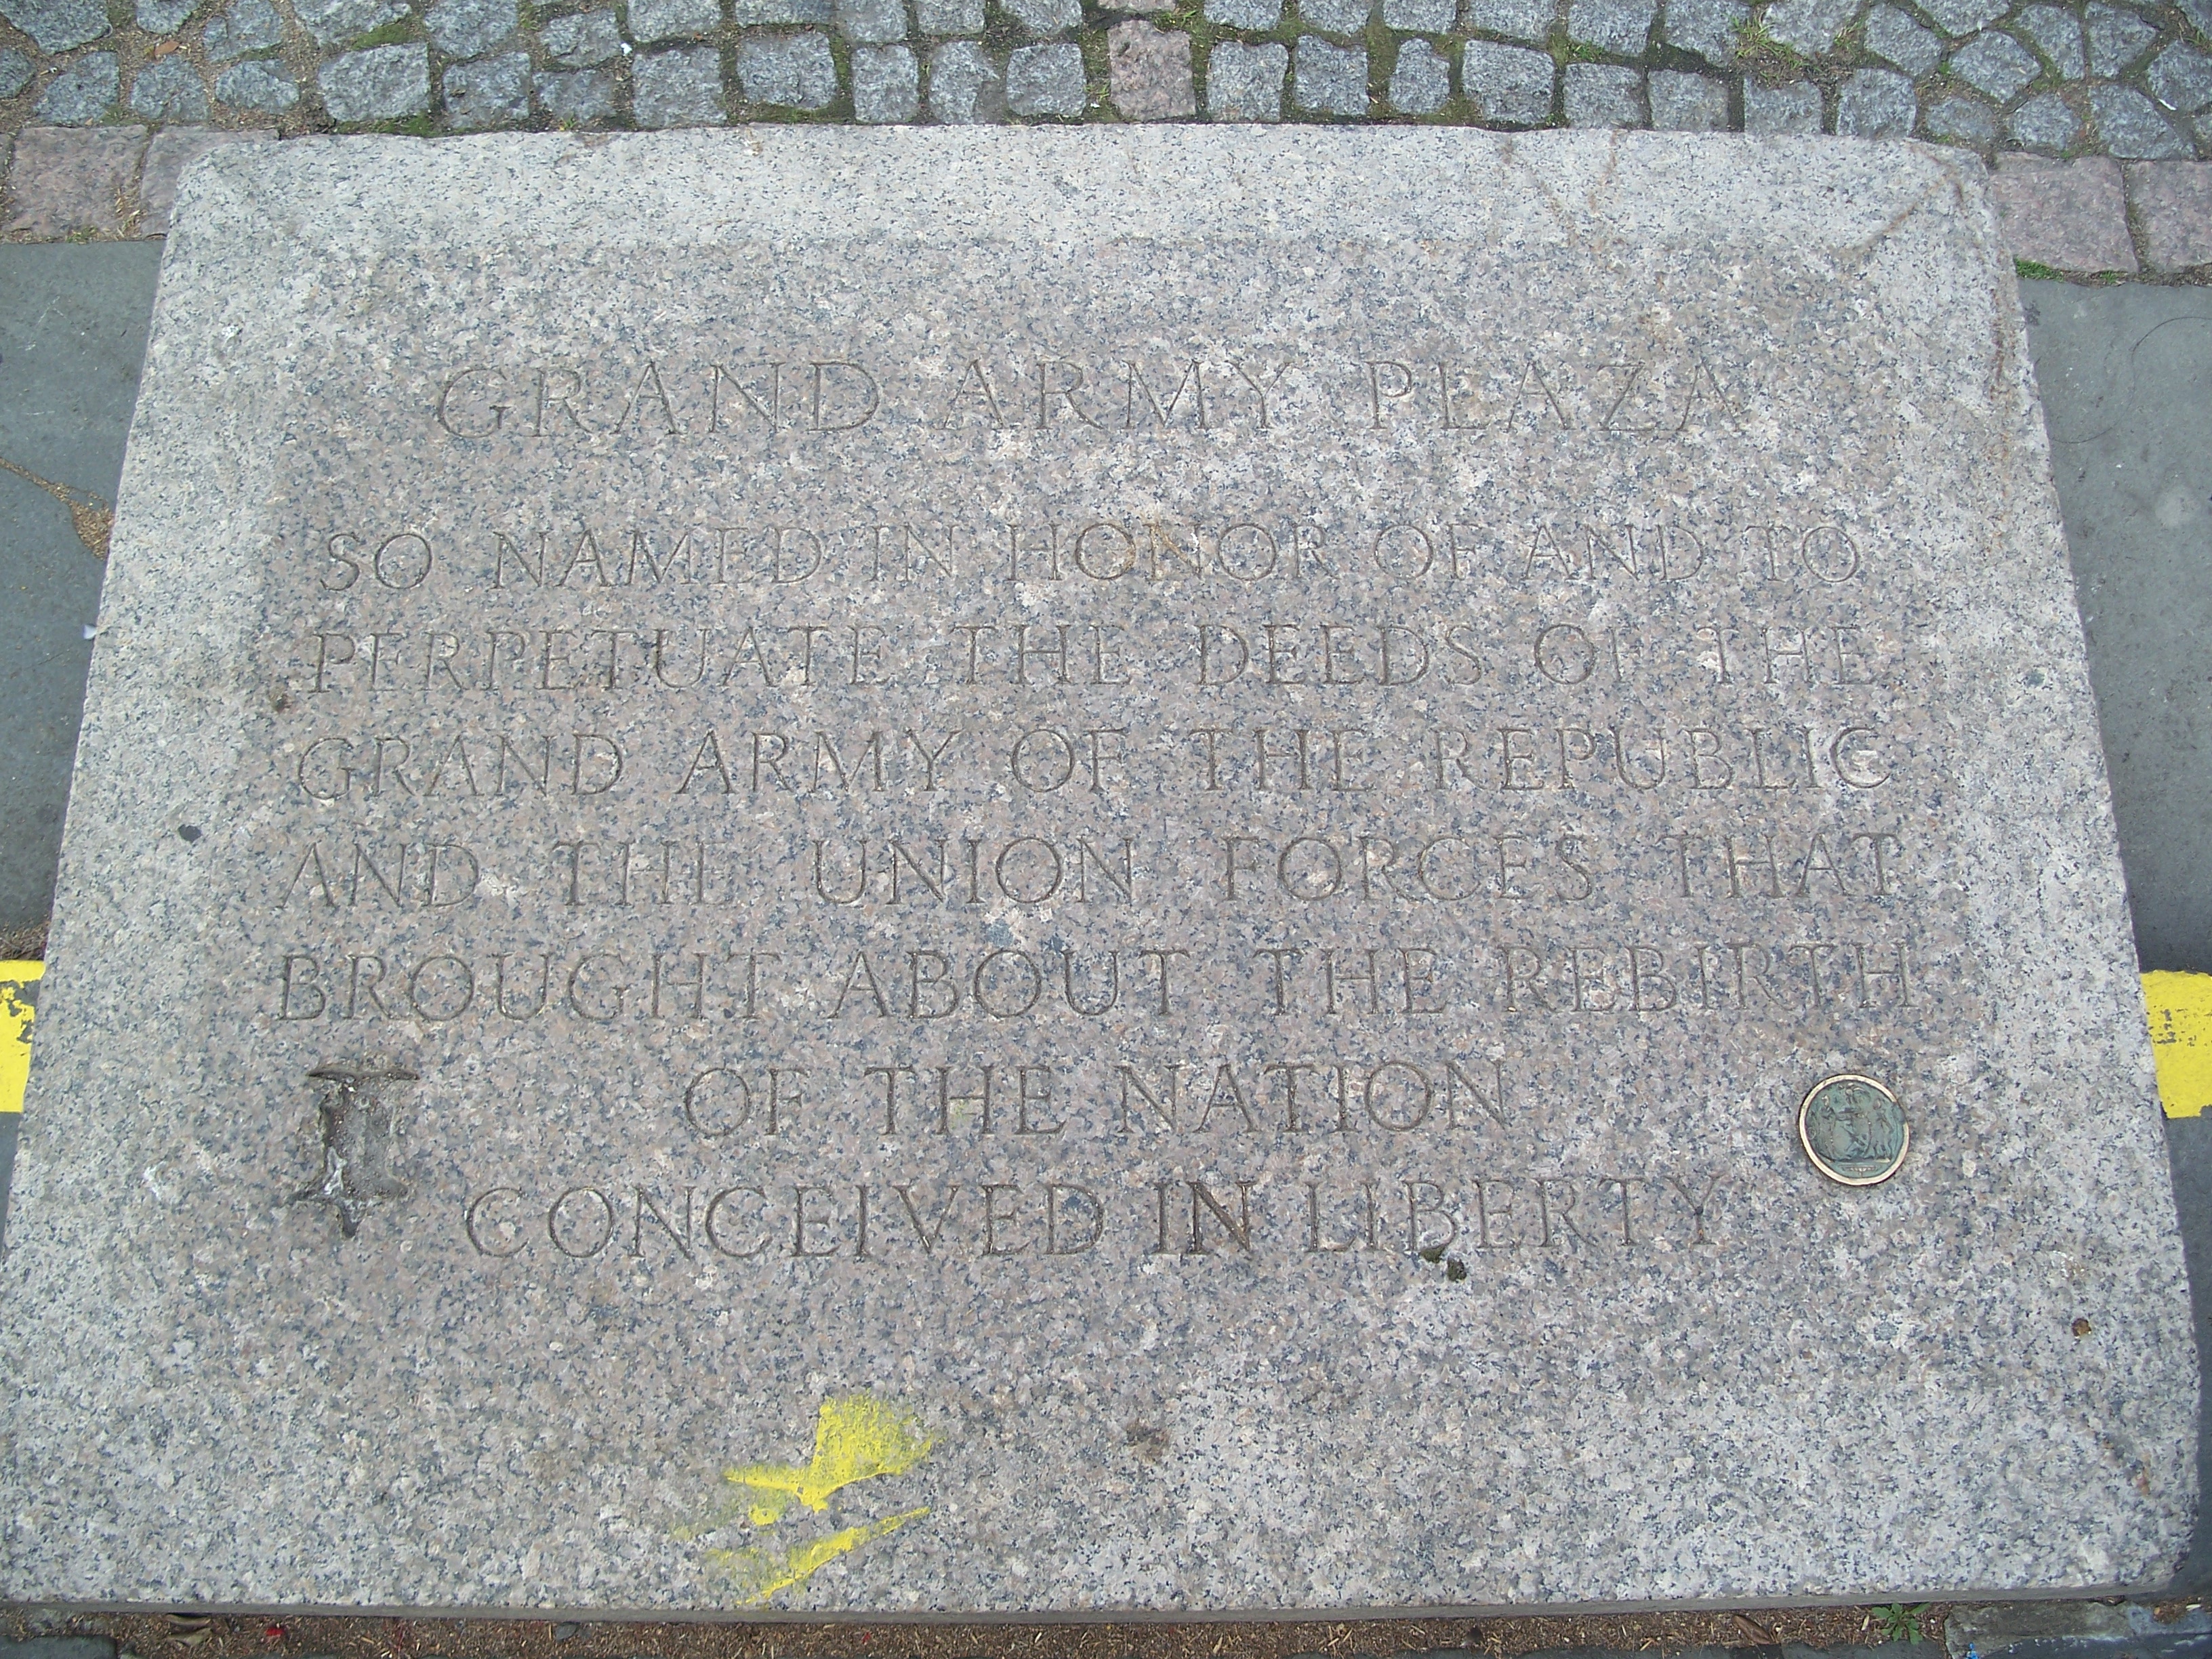 GRAND ARMY PLAZA
SO NAMED IN HONOR OF AND TO
PERPETUATE THE DEEDS OF THE
GRAND ARMY OF THE REPUBLIC
AND THE UNION FORCES THAT
BROUGHT ABOUT THE REBIRTH
OF THE NATION
CONCEIVED IN LIBERTY